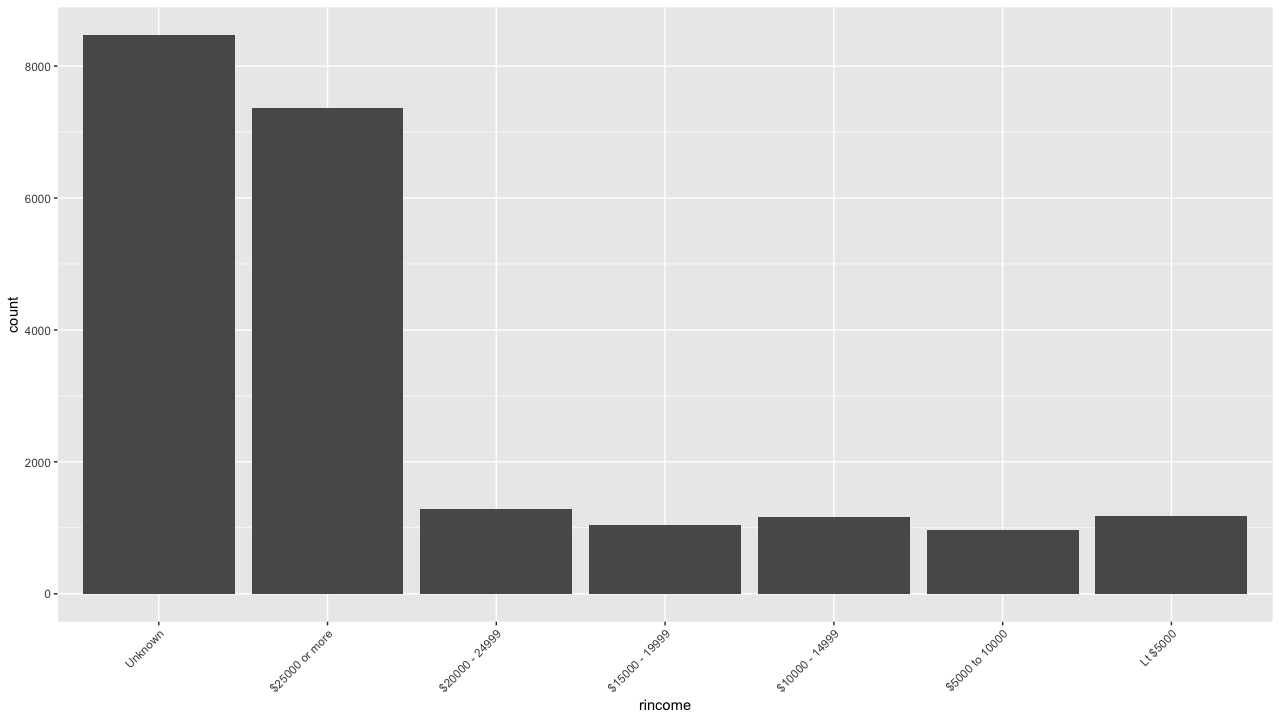 count
8000
6000
4000
2000
0
Unknown
$25000 or more
$20000 - 24999
$15000 - 19999
$10000 - 14999
$5000 to 10000
Lt $5000
rincome